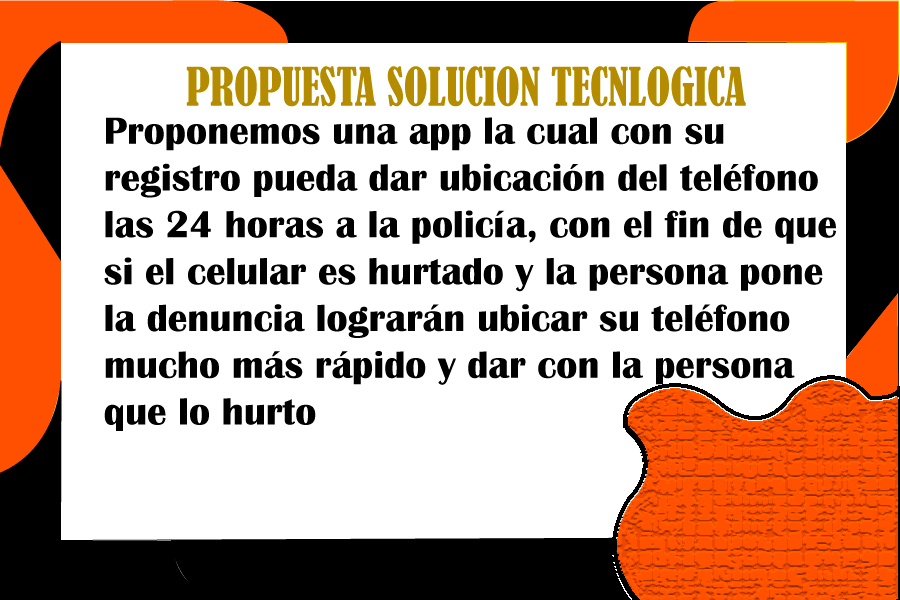 PROPUESTA SOLUCION TECNLOGICA
Proponemos una app la cual con su
registro pueda dar ubicación del teléfono
las 24 horas a la policía, con el fin de que
si el celular es hurtado y la persona pone
la denuncia lograrán ubicar su teléfono
mucho más rápido y dar con la persona
que lo hurto